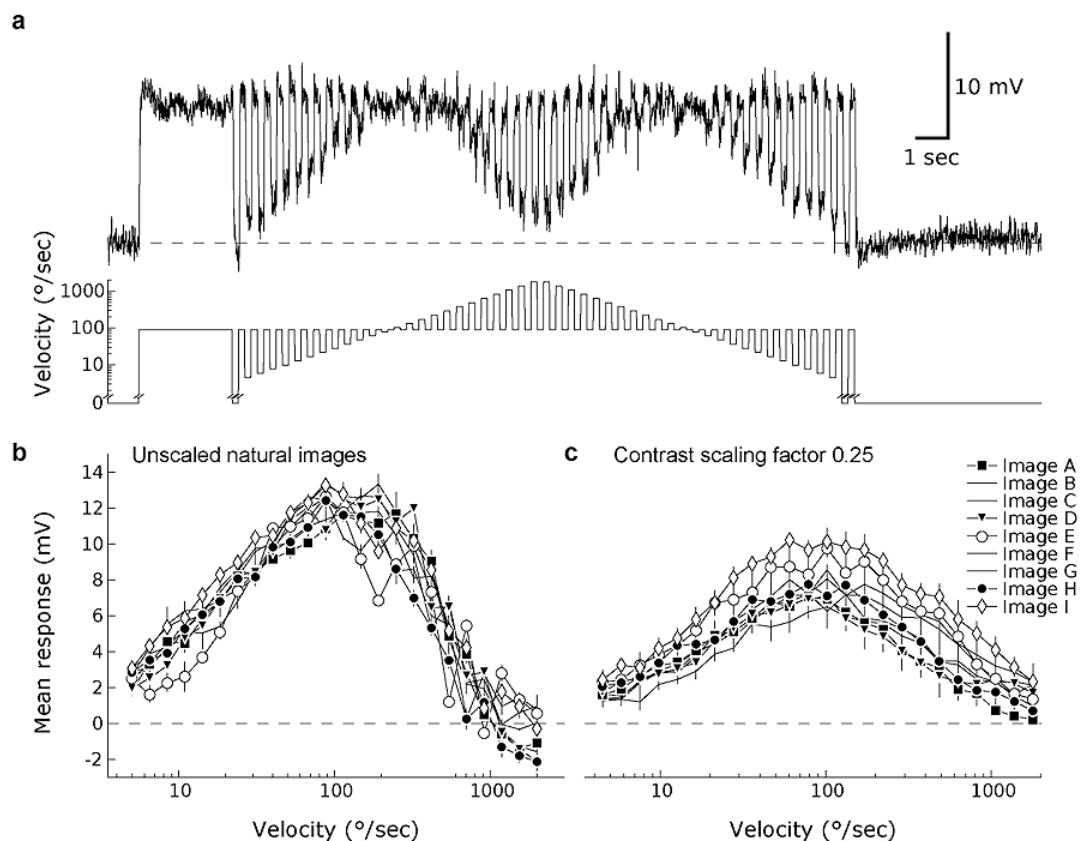 a
10 mV
1 sec
Velocity (°/sec)
1000
100
10
0
b Unscaled natural images
14
12
10
8
6
4
2
0
-2
Mean response (mV)
10 100 1000
Velocity (°/sec)
c Contrast scaling factor 0.25
Image A
Image B
Image C
Image D
Image E
Image F
Image G
Image H
Image I
10 100 1000
Velocity (°/sec)